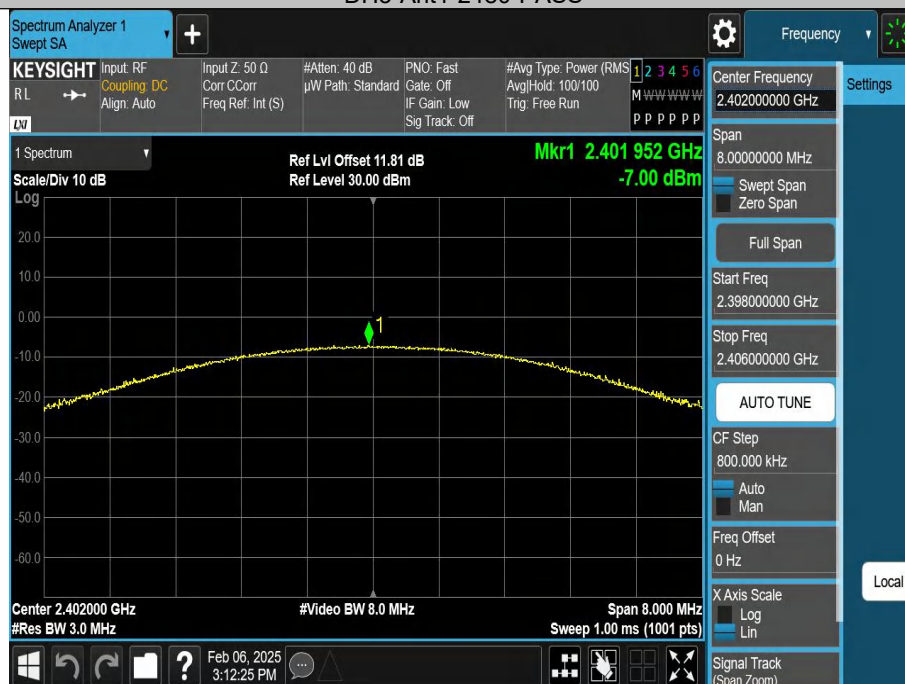 Spectrum Analyzer 1
Swept SA
+
Frequency
KEYSIGHT
RL
LXI
Input: RF
Coupling: DC
Align: Auto
Input Z: 50 Ω
Corr CCorr
Freq Ref: Int (S)
#Atten: 40 dB
µW Path: Standard
PNO: Fast
Gate: Off
IF Gain: Low
Sig Track: Off
#Avg Type: Power (RMS
Avg|Hold: 100/100
Trig: Free Run
1 2 3 4 5 6
M W W W W W
P P P P P P
1 Spectrum
Scale/Div 10 dB
Log
Ref Lvl Offset 11.81 dB
Ref Level 30.00 dBm
Mkr1 2.401 952 GHz
-7.00 dBm
20.0
10.0
0.00
-10.0
-20.0
-30.0
-40.0
-50.0
-60.0
1
Center 2.402000 GHz
#Res BW 3.0 MHz
#Video BW 8.0 MHz
Span 8.000 MHz
Sweep 1.00 ms (1001 pts)
Center Frequency
2.402000000 GHz
Span
8.00000000 MHz
Swept Span
Zero Span
Full Span
Start Freq
2.398000000 GHz
Stop Freq
2.406000000 GHz
AUTO TUNE
CF Step
800.000 kHz
Auto
Man
Freq Offset
0 Hz
X Axis Scale
Log
Lin
Signal Track
(Span Zoom)
Settings
Local
?
Feb 06, 2025
3:12:25 PM